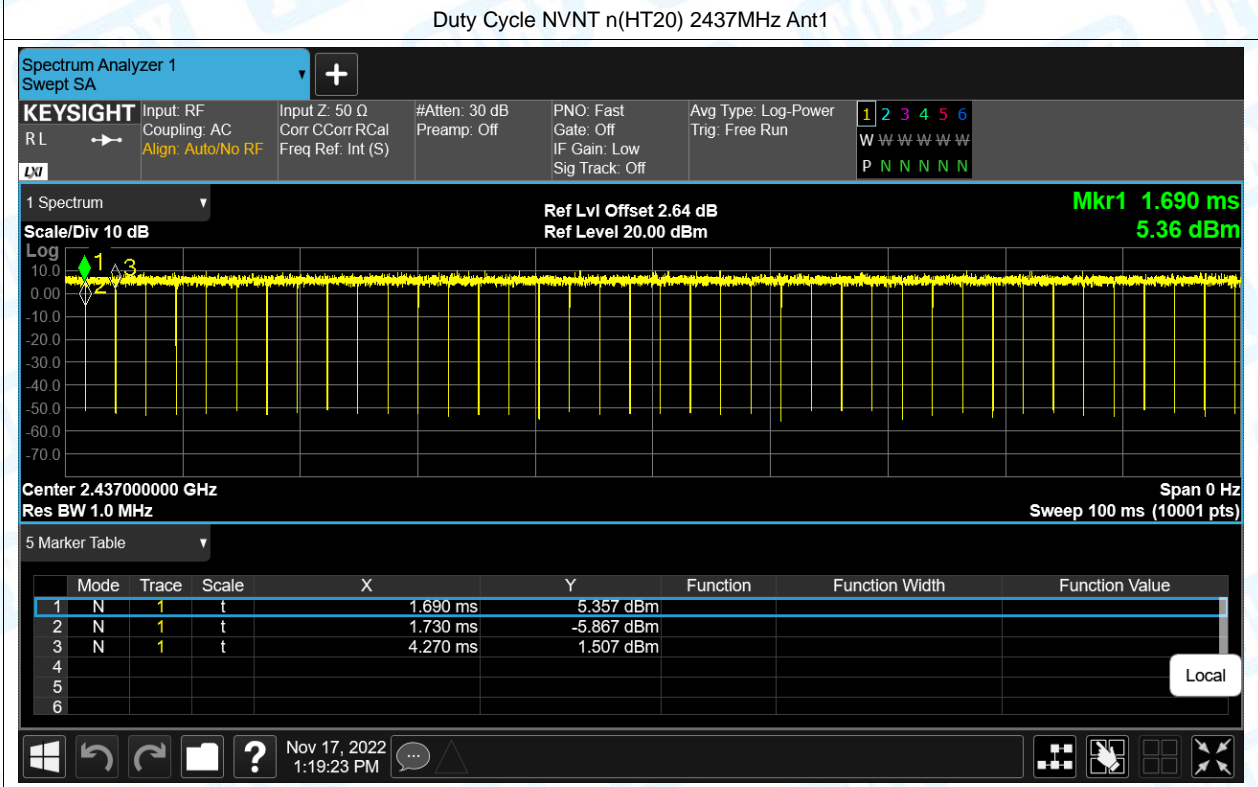 Duty Cycle NVNT n(HT20) 2437MHz Ant1
Spectrum Analyzer 1
Swept SA
+
KEYSIGHT
R L
LXI
Input: RF
Coupling: AC
Align: Auto/No RF
Input Z: 50 Ω
Corr CCorr RCal
Freq Ref: Int (S)
#Atten: 30 dB
Preamp: Off
PNO: Fast
Gate: Off
IF Gain: Low
Sig Track: Off
Avg Type: Log-Power
Trig: Free Run
1 2 3 4 5 6
W W W W W W
P N N N N N
1 Spectrum
Scale/Div 10 dB
Ref Lvl Offset 2.64 dB
Ref Level 20.00 dBm
Mkr1 1.690 ms
5.36 dBm
Log
10.0
0.00
-10.0
-20.0
-30.0
-40.0
-50.0
-60.0
-70.0
1
2
3
Center 2.437000000 GHz
Res BW 1.0 MHz
Span 0 Hz
Sweep 100 ms (10001 pts)
5 Marker Table
Mode Trace Scale X Y Function Function Width Function Value
1 N 1 t 1.690 ms 5.357 dBm
2 N 1 t 1.730 ms -5.867 dBm
3 N 1 t 4.270 ms 1.507 dBm
4
5
6
Local
?
Nov 17, 2022
1:19:23 PM